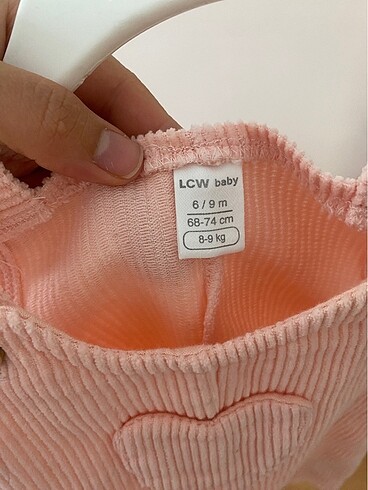 LCW baby
6 / 9 m
68-74 cm
8-9 kg